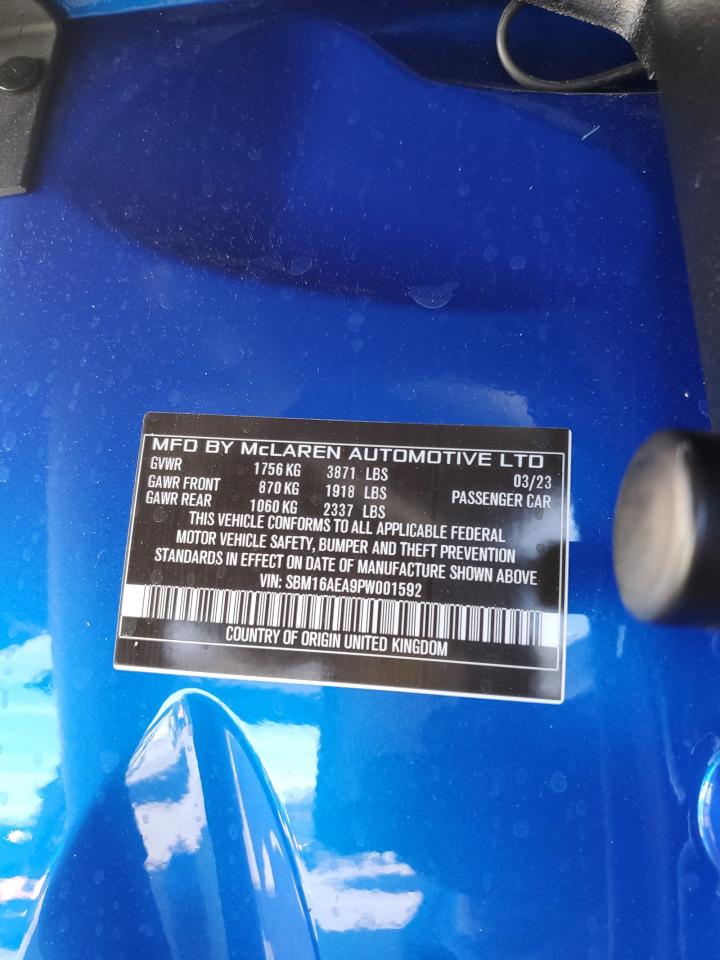 MFD BY McLAREN AUTOMOTIVE LTD
GVWR 1756 KG 3871 LBS 03/23
GAWR FRONT 870 KG 1918 LBS PASSENGER CAR
GAWR REAR 1060 KG 2337 LBS
THIS VEHICLE CONFORMS TO ALL APPLICABLE FEDERAL
MOTOR VEHICLE SAFETY, BUMPER AND THEFT PREVENTION
STANDARDS IN EFFECT ON DATE OF MANUFACTURE SHOWN ABOVE
VIN: SBM16AEA9PW001592
COUNTRY OF ORIGIN UNITED KINGDOM